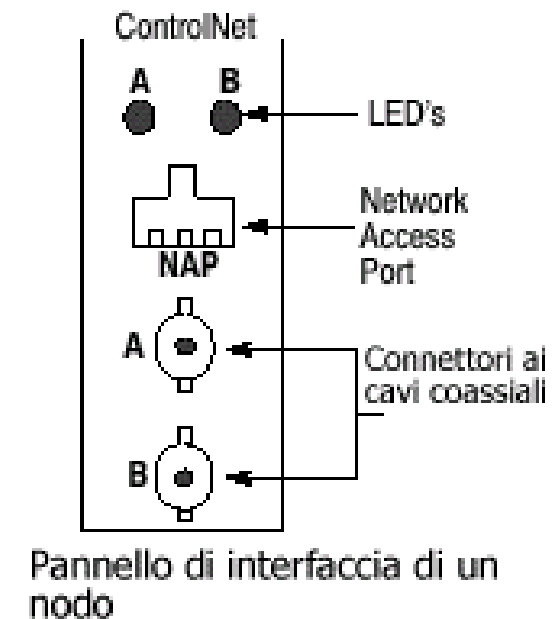 ControlNet
A B
LED's
Network
Access
Port
NAP
A
Connettori ai
cavi coassiali
B
Pannello di interfaccia di un
nodo